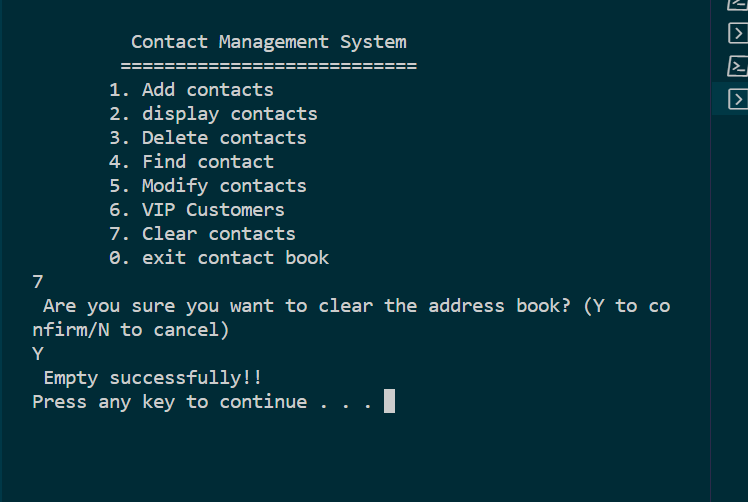 Contact Management System
===========================
1. Add contacts
2. display contacts
3. Delete contacts
4. Find contact
5. Modify contacts
6. VIP Customers
7. Clear contacts
0. exit contact book
7
Are you sure you want to clear the address book? (Y to co
nfirm/N to cancel)
Y
Empty successfully!!
Press any key to continue . . .